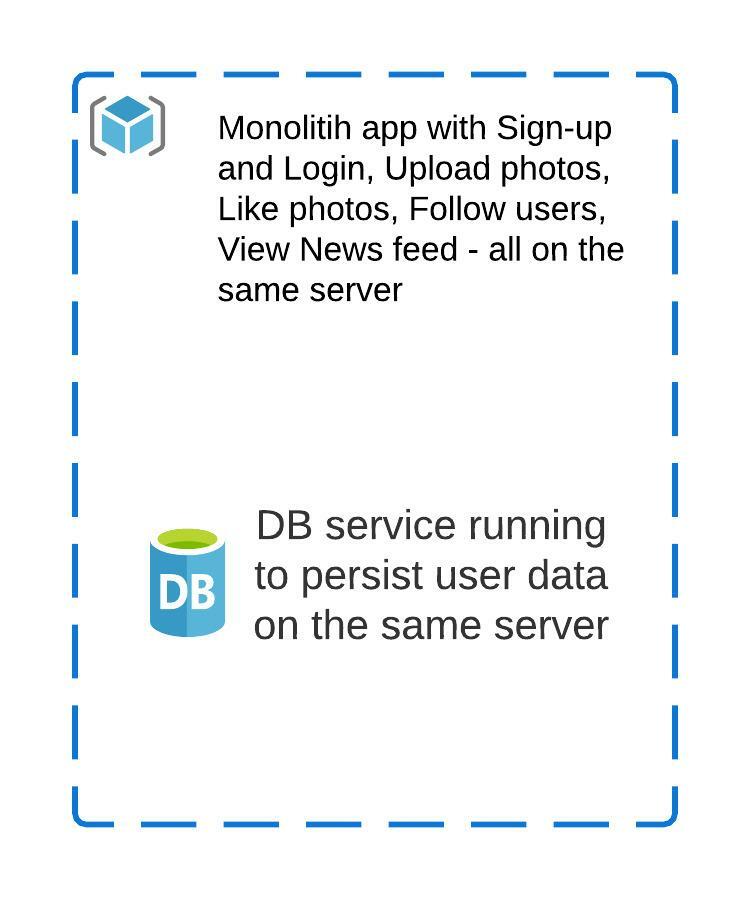 Monolitih app with Sign-up
and Login, Upload photos,
Like photos, Follow users,
View News feed - all on the
same server
DB service running
to persist user data
on the same server
DB